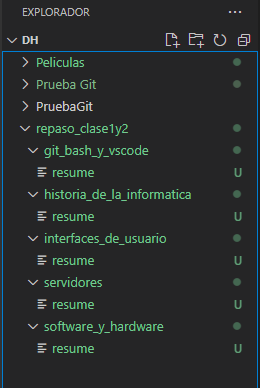 EXPLORADOR ···
DH
Peliculas
Prueba Git
PruebaGit
repaso_clase1y2
git_bash_y_vscode
resume U
historia_de_la_informatica
resume U
interfaces_de_usuario
resume U
servidores
resume U
software_y_hardware
resume U